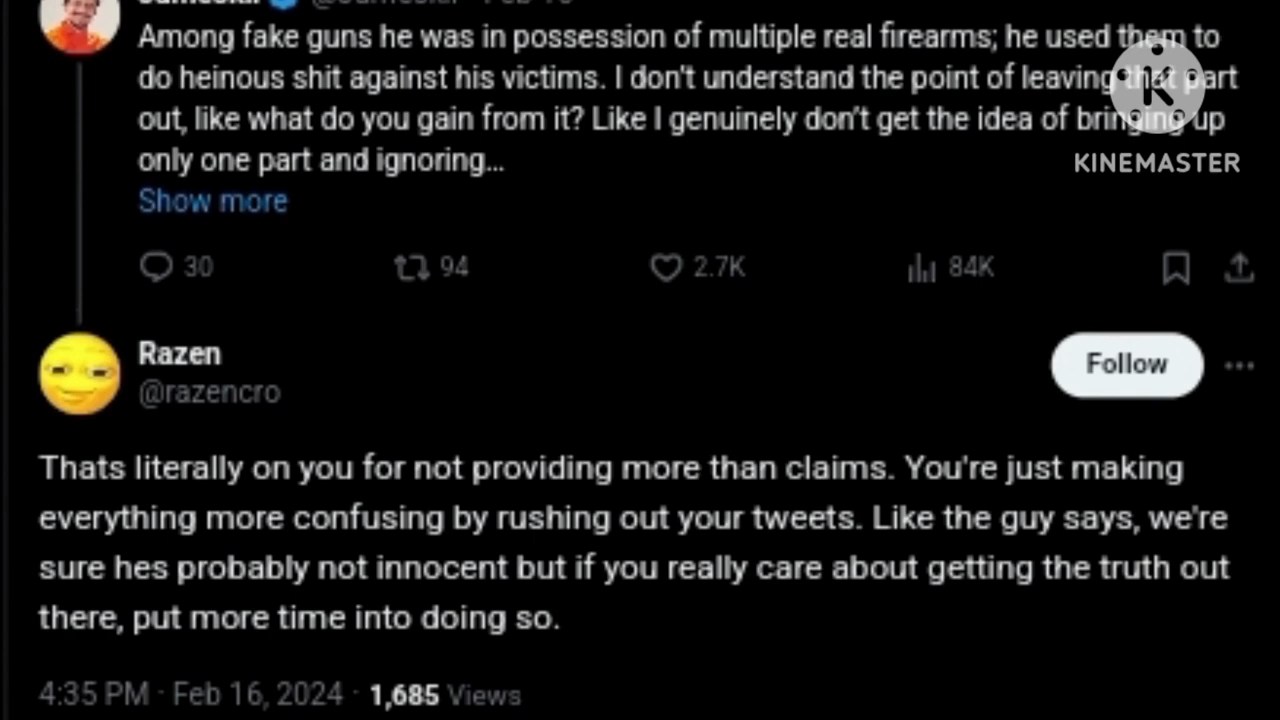 Among fake guns he was in possession of multiple real firearms; he used them to
do heinous shit against his victims. I don't understand the point of leaving that part
out, like what do you gain from it? Like I genuinely don’t get the idea of bringing up
only one part and ignoring...
Show more
KINEMASTER
30 94 2.7K 84K
Razen
Follow
@razencro
Thats literally on you for not providing more than claims. You're just making
everything more confusing by rushing out your tweets. Like the guy says, we're
sure hes probably not innocent but if you really care about getting the truth out
there, put more time into doing so.
4:35 PM · Feb 16, 2024 · 1,685 Views